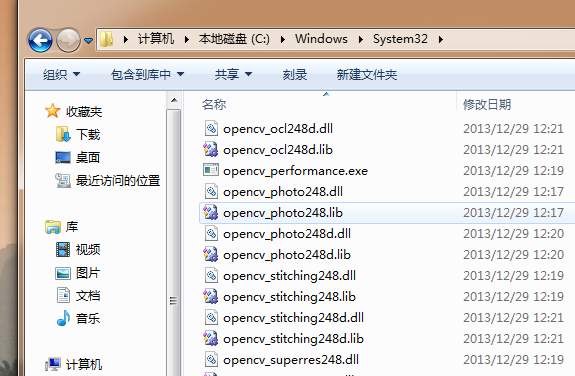 计算机 本地磁盘 (C:) Windows System32
组织 包含到库中 共享 刻录 新建文件夹
收藏夹
下载
桌面
最近访问的位置
库
视频
图片
文档
音乐
计算机
名称 修改日期
opencv_ocl248d.dll 2013/12/29 12:21
opencv_ocl248d.lib 2013/12/29 12:21
opencv_performance.exe 2013/12/29 12:19
opencv_photo248.dll 2013/12/29 12:17
opencv_photo248.lib 2013/12/29 12:17
opencv_photo248d.dll 2013/12/29 12:20
opencv_photo248d.lib 2013/12/29 12:20
opencv_stitching248.dll 2013/12/29 12:19
opencv_stitching248.lib 2013/12/29 12:19
opencv_stitching248d.dll 2013/12/29 12:21
opencv_stitching248d.lib 2013/12/29 12:21
opencv_superres248.dll 2013/12/29 12:19